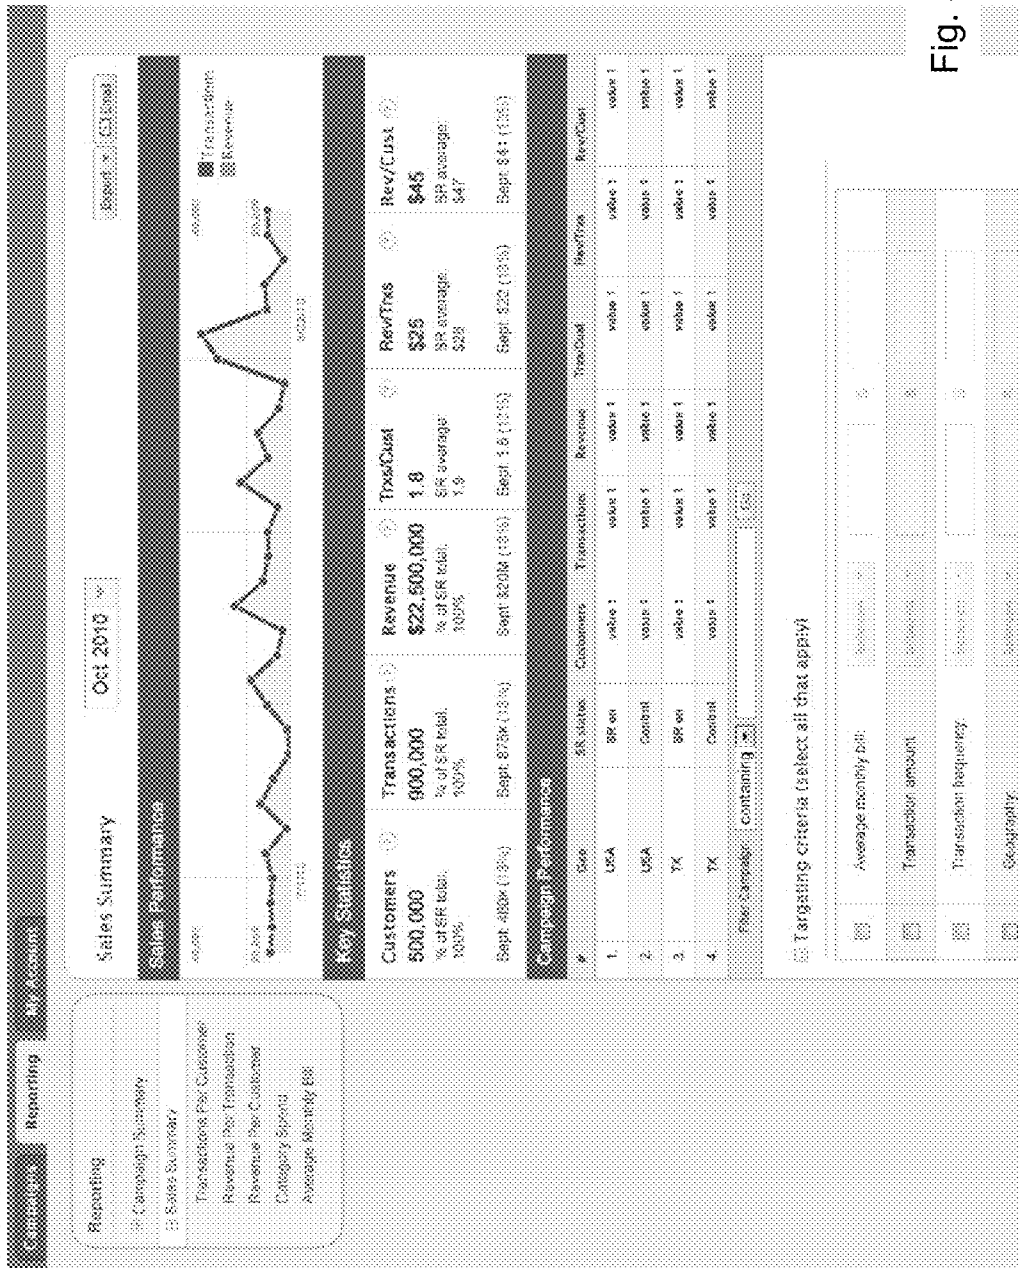 Campaigns Reporting My Account
Reporting
Campaign Summary
Sales Summary
Transactions Per Customer
Revenue Per Transaction
Revenue Per Customer
Category Spend
Average Monthly Bill
Sales Summary
Oct 2010
Export
Email
Sales Performance
Transactions
Revenue
Key Statistics
Customers
500,000
% of SR total:
100%
Sept: 480K (13%)
Transactions
900,000
% of SR total:
100%
Sept: 875K (13%)
Revenue
$22,500,000
% of SR total:
100%
Sept: $20M (13%)
Trxs/Cust
1.8
SR average:
1.9
Sept: 1.6 (13%)
Rev/Trxs
$25
SR average:
$26
Sept: $22 (13%)
Rev/Cust
$45
SR average:
$47
Sept: $41 (13%)
Campaign Performance
# Geo SR status Customers Transactions Revenue Trxs/Cust Rev/Trxs Rev/Cust
1. USA SR on value 1 value 1 value 1 value 1 value 1 value 1
2. USA Control value 1 value 1 value 1 value 1 value 1 value 1
3. TX SR on value 1 value 1 value 1 value 1 value 1 value 1
4. TX Control value 1 value 1 value 1 value 1 value 1 value 1
Filter Campaign containing Go
Targeting criteria (select all that apply)
Average monthly bill
Transaction amount
Transaction frequency
Geography
Fig.